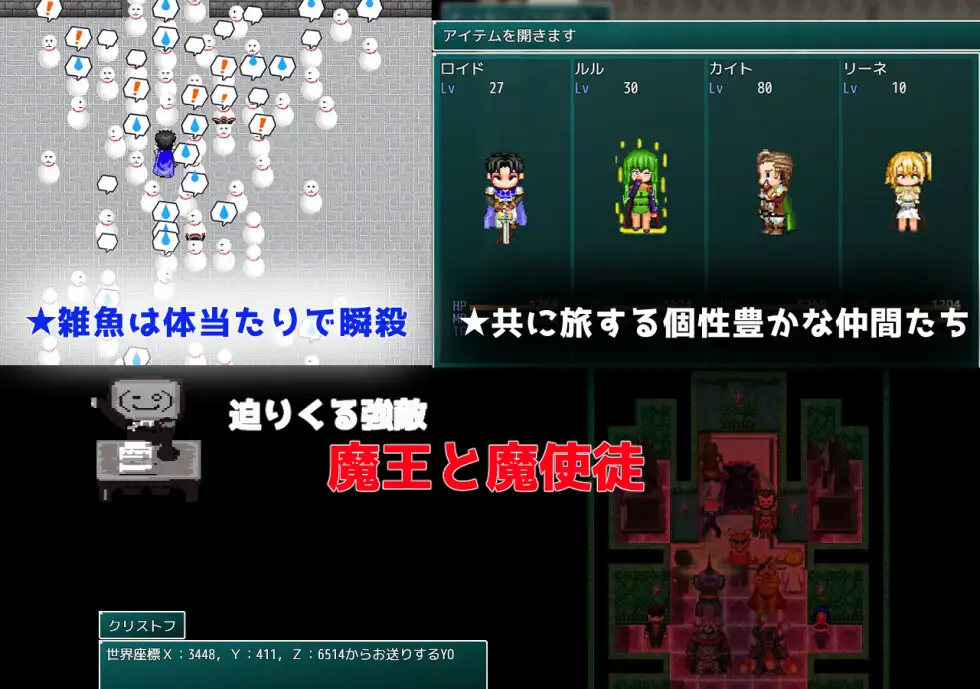 アイテムを開きます
ロイド
Lv 27
ルル
Lv 30
カイト
Lv 80
リーネ
Lv 10
HP
1204
★雑魚は体当たりで瞬殺
★共に旅する個性豊かな仲間たち
迫りくる強敵
魔王と魔使徒
クリストフ
世界座標X:3448, Y:411, Z:6514からお送りするYO